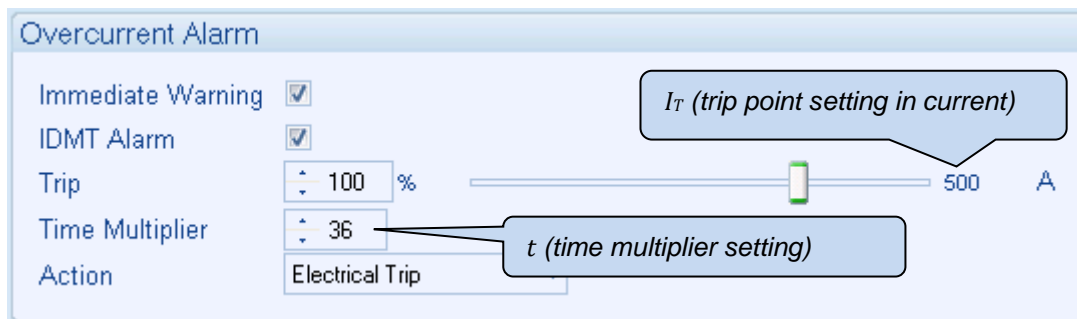 Overcurrent Alarm
Immediate Warning
I_T (trip point setting in current)
IDMT Alarm
Trip 100 % 500 A
Time Multiplier 36
t (time multiplier setting)
Action Electrical Trip